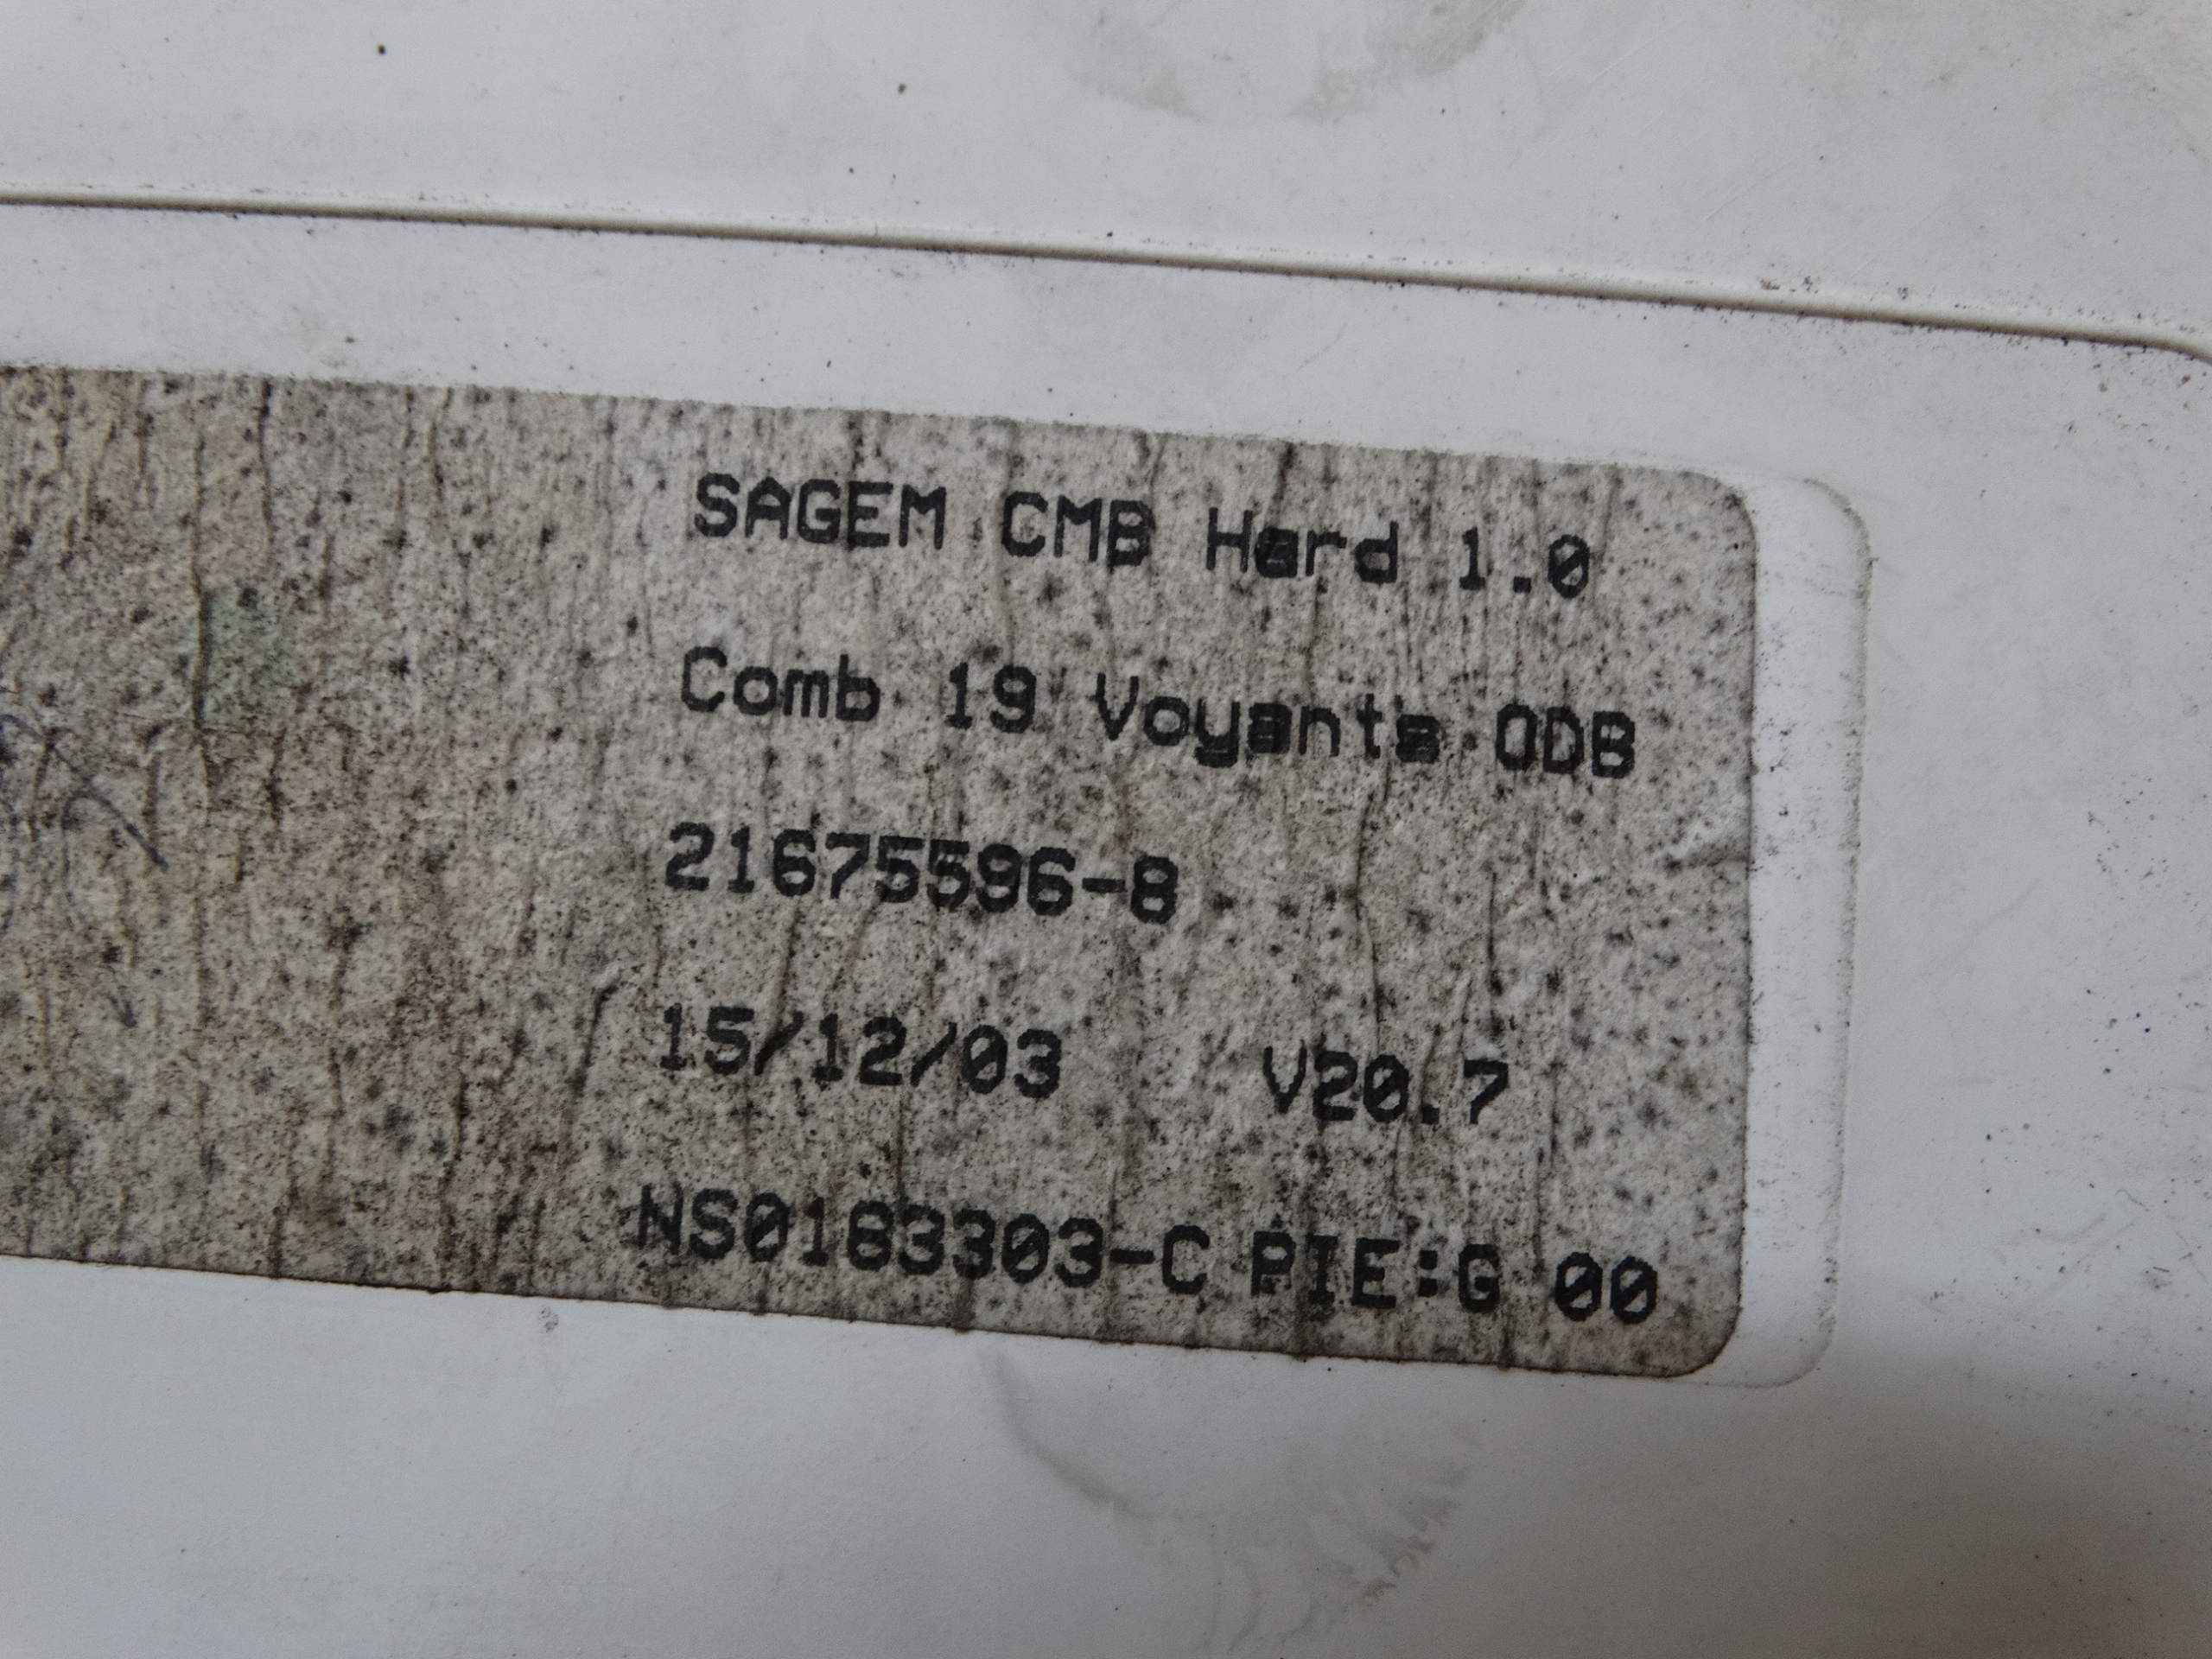 SAGEM CMB Hard 1.0
Comb 19 Voyants ODB
21675596-8
15/12/03 V20.7
NS0183303-C PIE:G 00